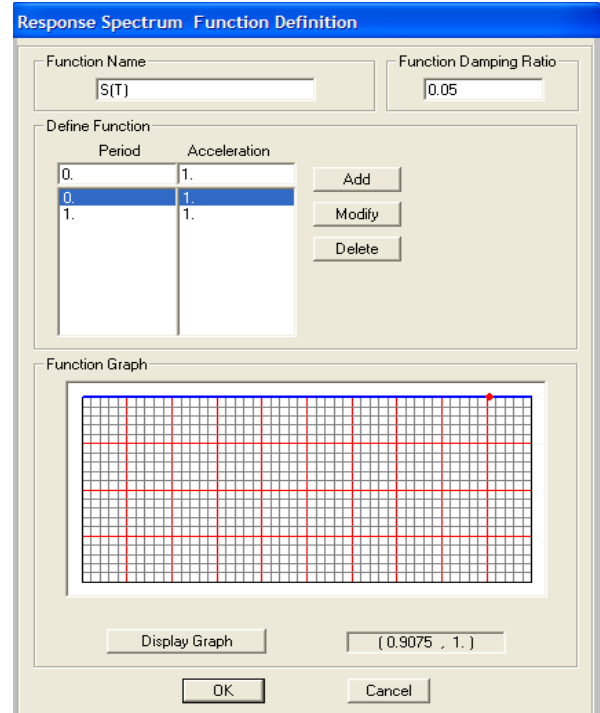 Response Spectrum Function Definition
Function Name
S(T)
Function Damping Ratio
0.05
Define Function
Period Acceleration
0. 1.
0. 1.
1. 1.
Add
Modify
Delete
Function Graph
Display Graph
( 0.9075 , 1. )
OK
Cancel